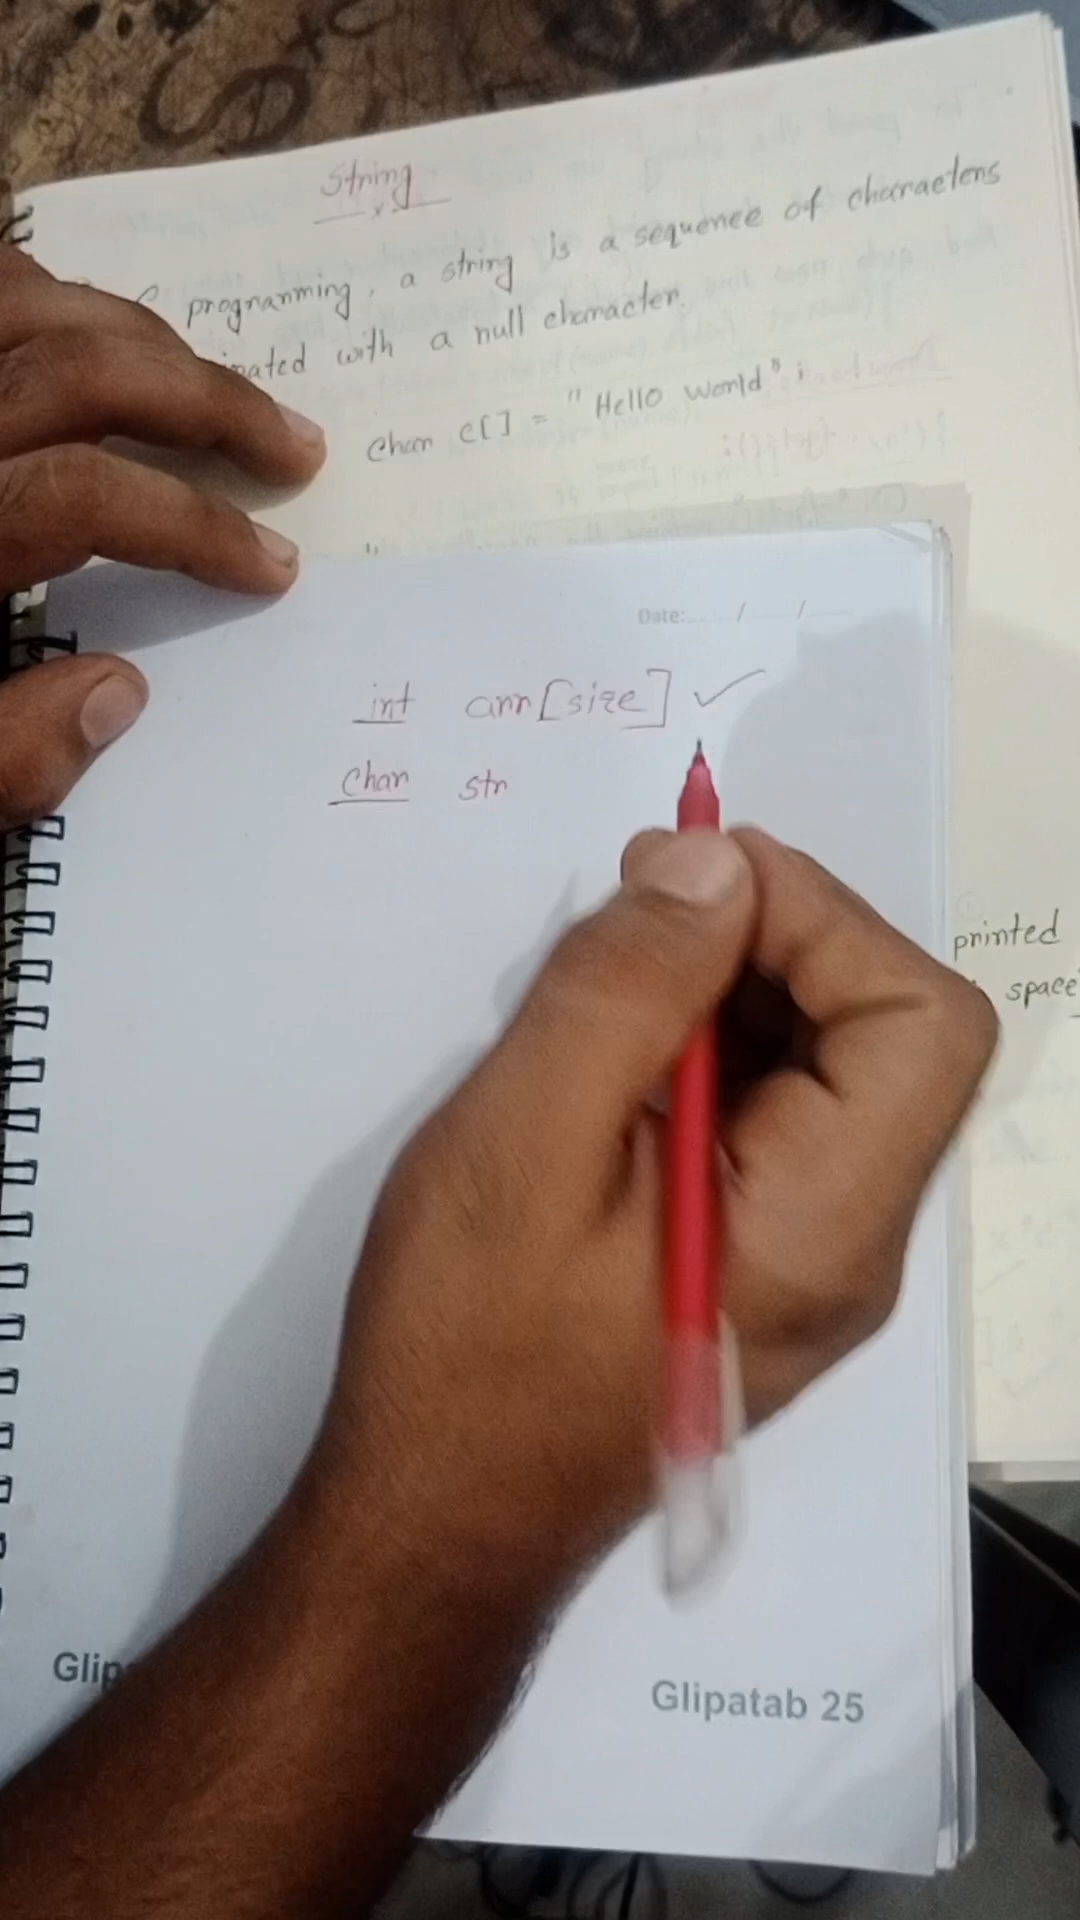 String
programming, a string is a sequence of characters
with a null character.
Char c[] = "Hello World" ;
Date:....../....../......
int arr[size] ✓
Char str
printed
space
Glipatab 25